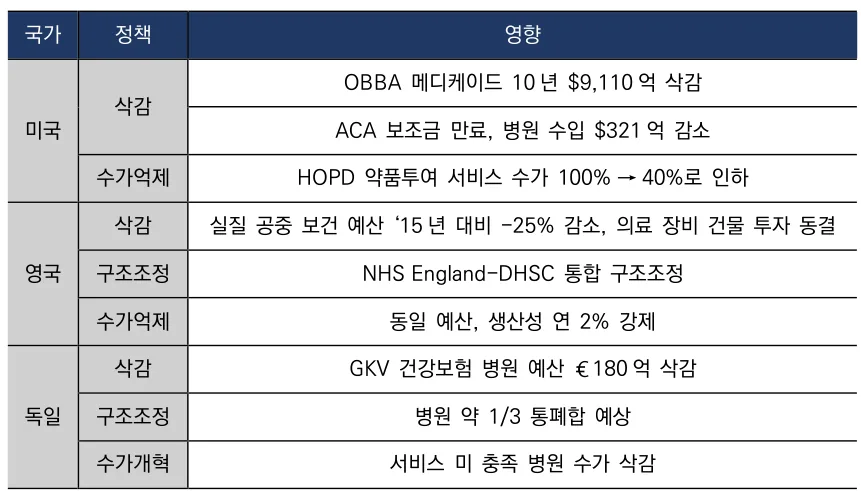 국가 정책 영향
미국 삭감 OBBA 메디케이드 10년 $9,110억 삭감
ACA 보조금 만료, 병원 수입 $321억 감소
수가억제 HOPD 약품투여 서비스 수가 100% → 40%로 인하
영국 삭감 실질 공중 보건 예산 ‘15년 대비 -25% 감소, 의료 장비 건물 투자 동결
구조조정 NHS England-DHSC 통합 구조조정
수가억제 동일 예산, 생산성 연 2% 강제
독일 삭감 GKV 건강보험 병원 예산 €180억 삭감
구조조정 병원 약 1/3 통폐합 예상
수가개혁 서비스 미 충족 병원 수가 삭감